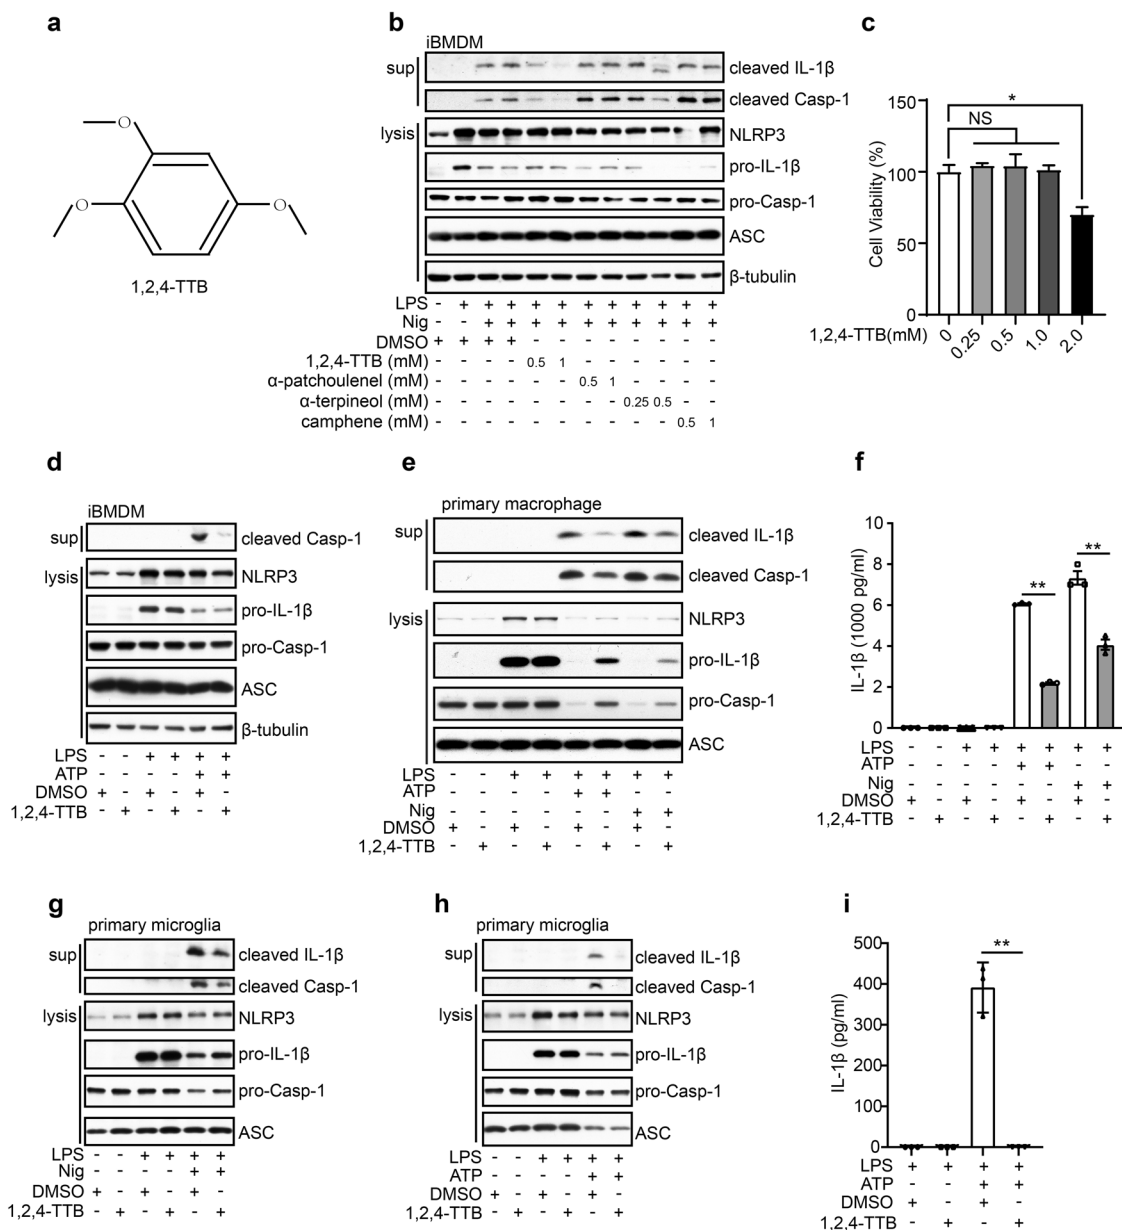 a
O
O
O
1,2,4-TTB
b
iBMDM
sup
cleaved IL-1β
cleaved Casp-1
lysis
NLRP3
pro-IL-1β
pro-Casp-1
ASC
β-tubulin
LPS - + + + + + + + + + + +
Nig - - + + + + + + + + + +
DMSO + + + + - - - - - - - -
1,2,4-TTB (mM) - - - - 0.5 1 - - - - - -
α-patchoulenel (mM) - - - - - - 0.5 1 - - - -
α-terpineol (mM) - - - - - - - - 0.25 0.5 - -
camphene (mM) - - - - - - - - - - 0.5 1
c
Cell Viability (%)
150
100
50
0
*
NS
1,2,4-TTB(mM) 0 0.25 0.5 1.0 2.0
d
iBMDM
sup
cleaved Casp-1
lysis
NLRP3
pro-IL-1β
pro-Casp-1
ASC
β-tubulin
LPS - - + + + +
ATP - - - - + +
DMSO + - + - + -
1,2,4-TTB - + - + - +
e
primary macrophage
sup
cleaved IL-1β
cleaved Casp-1
lysis
NLRP3
pro-IL-1β
pro-Casp-1
ASC
LPS - - + + + + + +
ATP - - - - + + - -
Nig - - - - - - + +
DMSO + - + - + - + -
1,2,4-TTB - + - + - + - +
f
IL-1β (1000 pg/ml)
10
8
6
4
2
0
**
**
LPS - - + + + + + +
ATP - - - - + + - -
Nig - - - - - - + +
DMSO + - + - + - + -
1,2,4-TTB - + - + - + - +
g
primary microglia
sup
cleaved IL-1β
cleaved Casp-1
lysis
NLRP3
pro-IL-1β
pro-Casp-1
ASC
LPS - - + + + +
Nig - - - - + +
DMSO + - + - + -
1,2,4-TTB - + - + - +
h
primary microglia
sup
cleaved IL-1β
cleaved Casp-1
lysis
NLRP3
pro-IL-1β
pro-Casp-1
ASC
LPS - - + + + +
ATP - - - - + +
DMSO + - + - + -
1,2,4-TTB - + - + - +
i
IL-1β (pg/ml)
500
400
300
200
100
0
**
LPS + + + +
ATP - - + +
DMSO + - + -
1,2,4-TTB - + - +